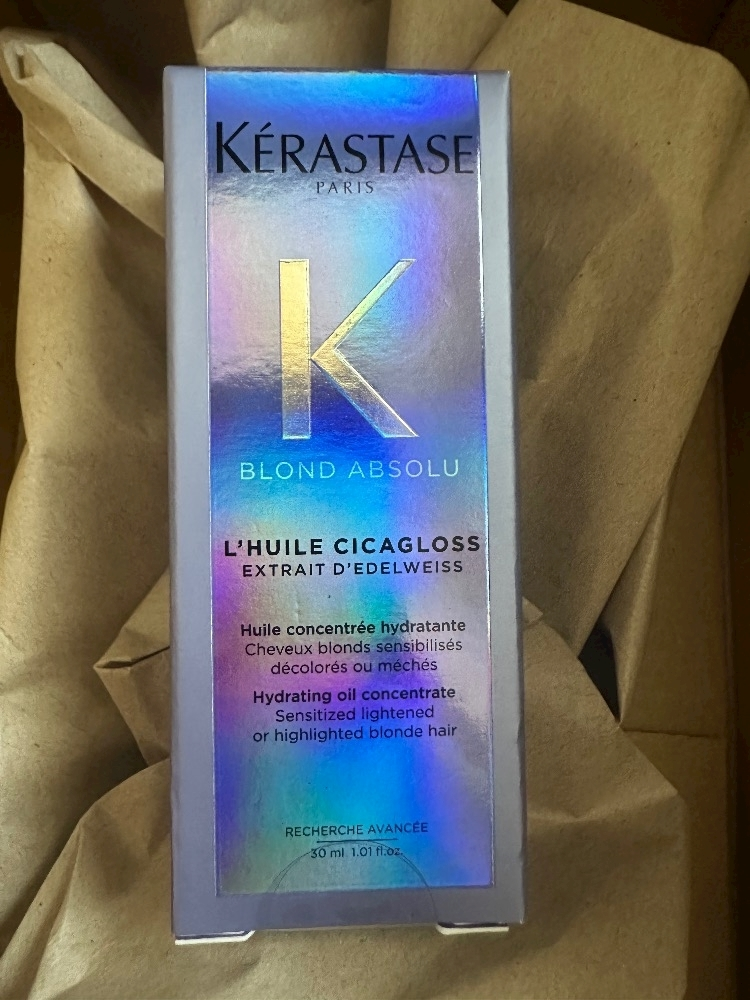 KÉRASTASE
PARIS
K
BLOND ABSOLU
L'HUILE CICAGLOSS
EXTRAIT D'EDELWEISS
Huile concentrée hydratante
Cheveux blonds sensibilisés
décolorés ou méchés
Hydrating oil concentrate
Sensitized lightened
or highlighted blonde hair
RECHERCHE AVANCÉE
30 ml 1.01 fl.oz.